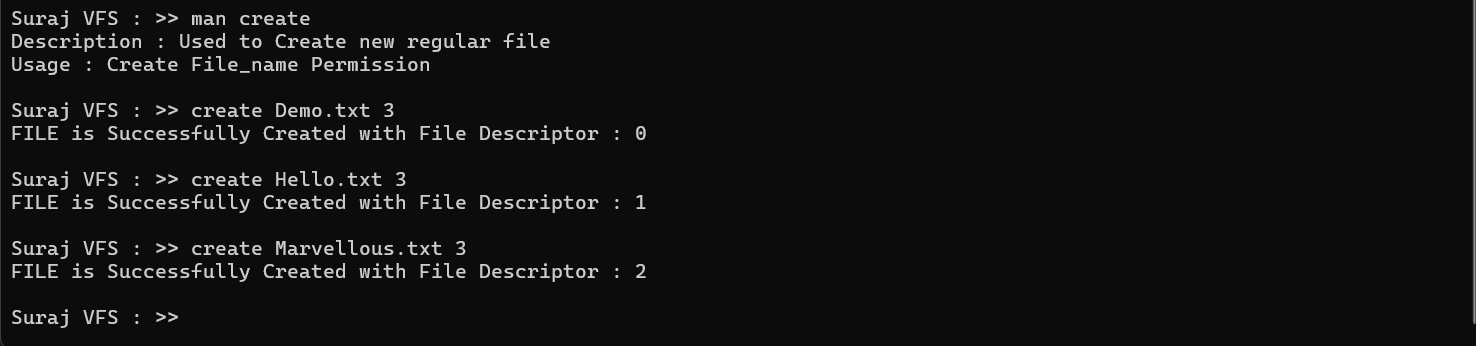 Suraj VFS : >> man create
Description : Used to Create new regular file
Usage : Create File_name Permission
Suraj VFS : >> create Demo.txt 3
FILE is Successfully Created with File Descriptor : 0
Suraj VFS : >> create Hello.txt 3
FILE is Successfully Created with File Descriptor : 1
Suraj VFS : >> create Marvellous.txt 3
FILE is Successfully Created with File Descriptor : 2
Suraj VFS : >>